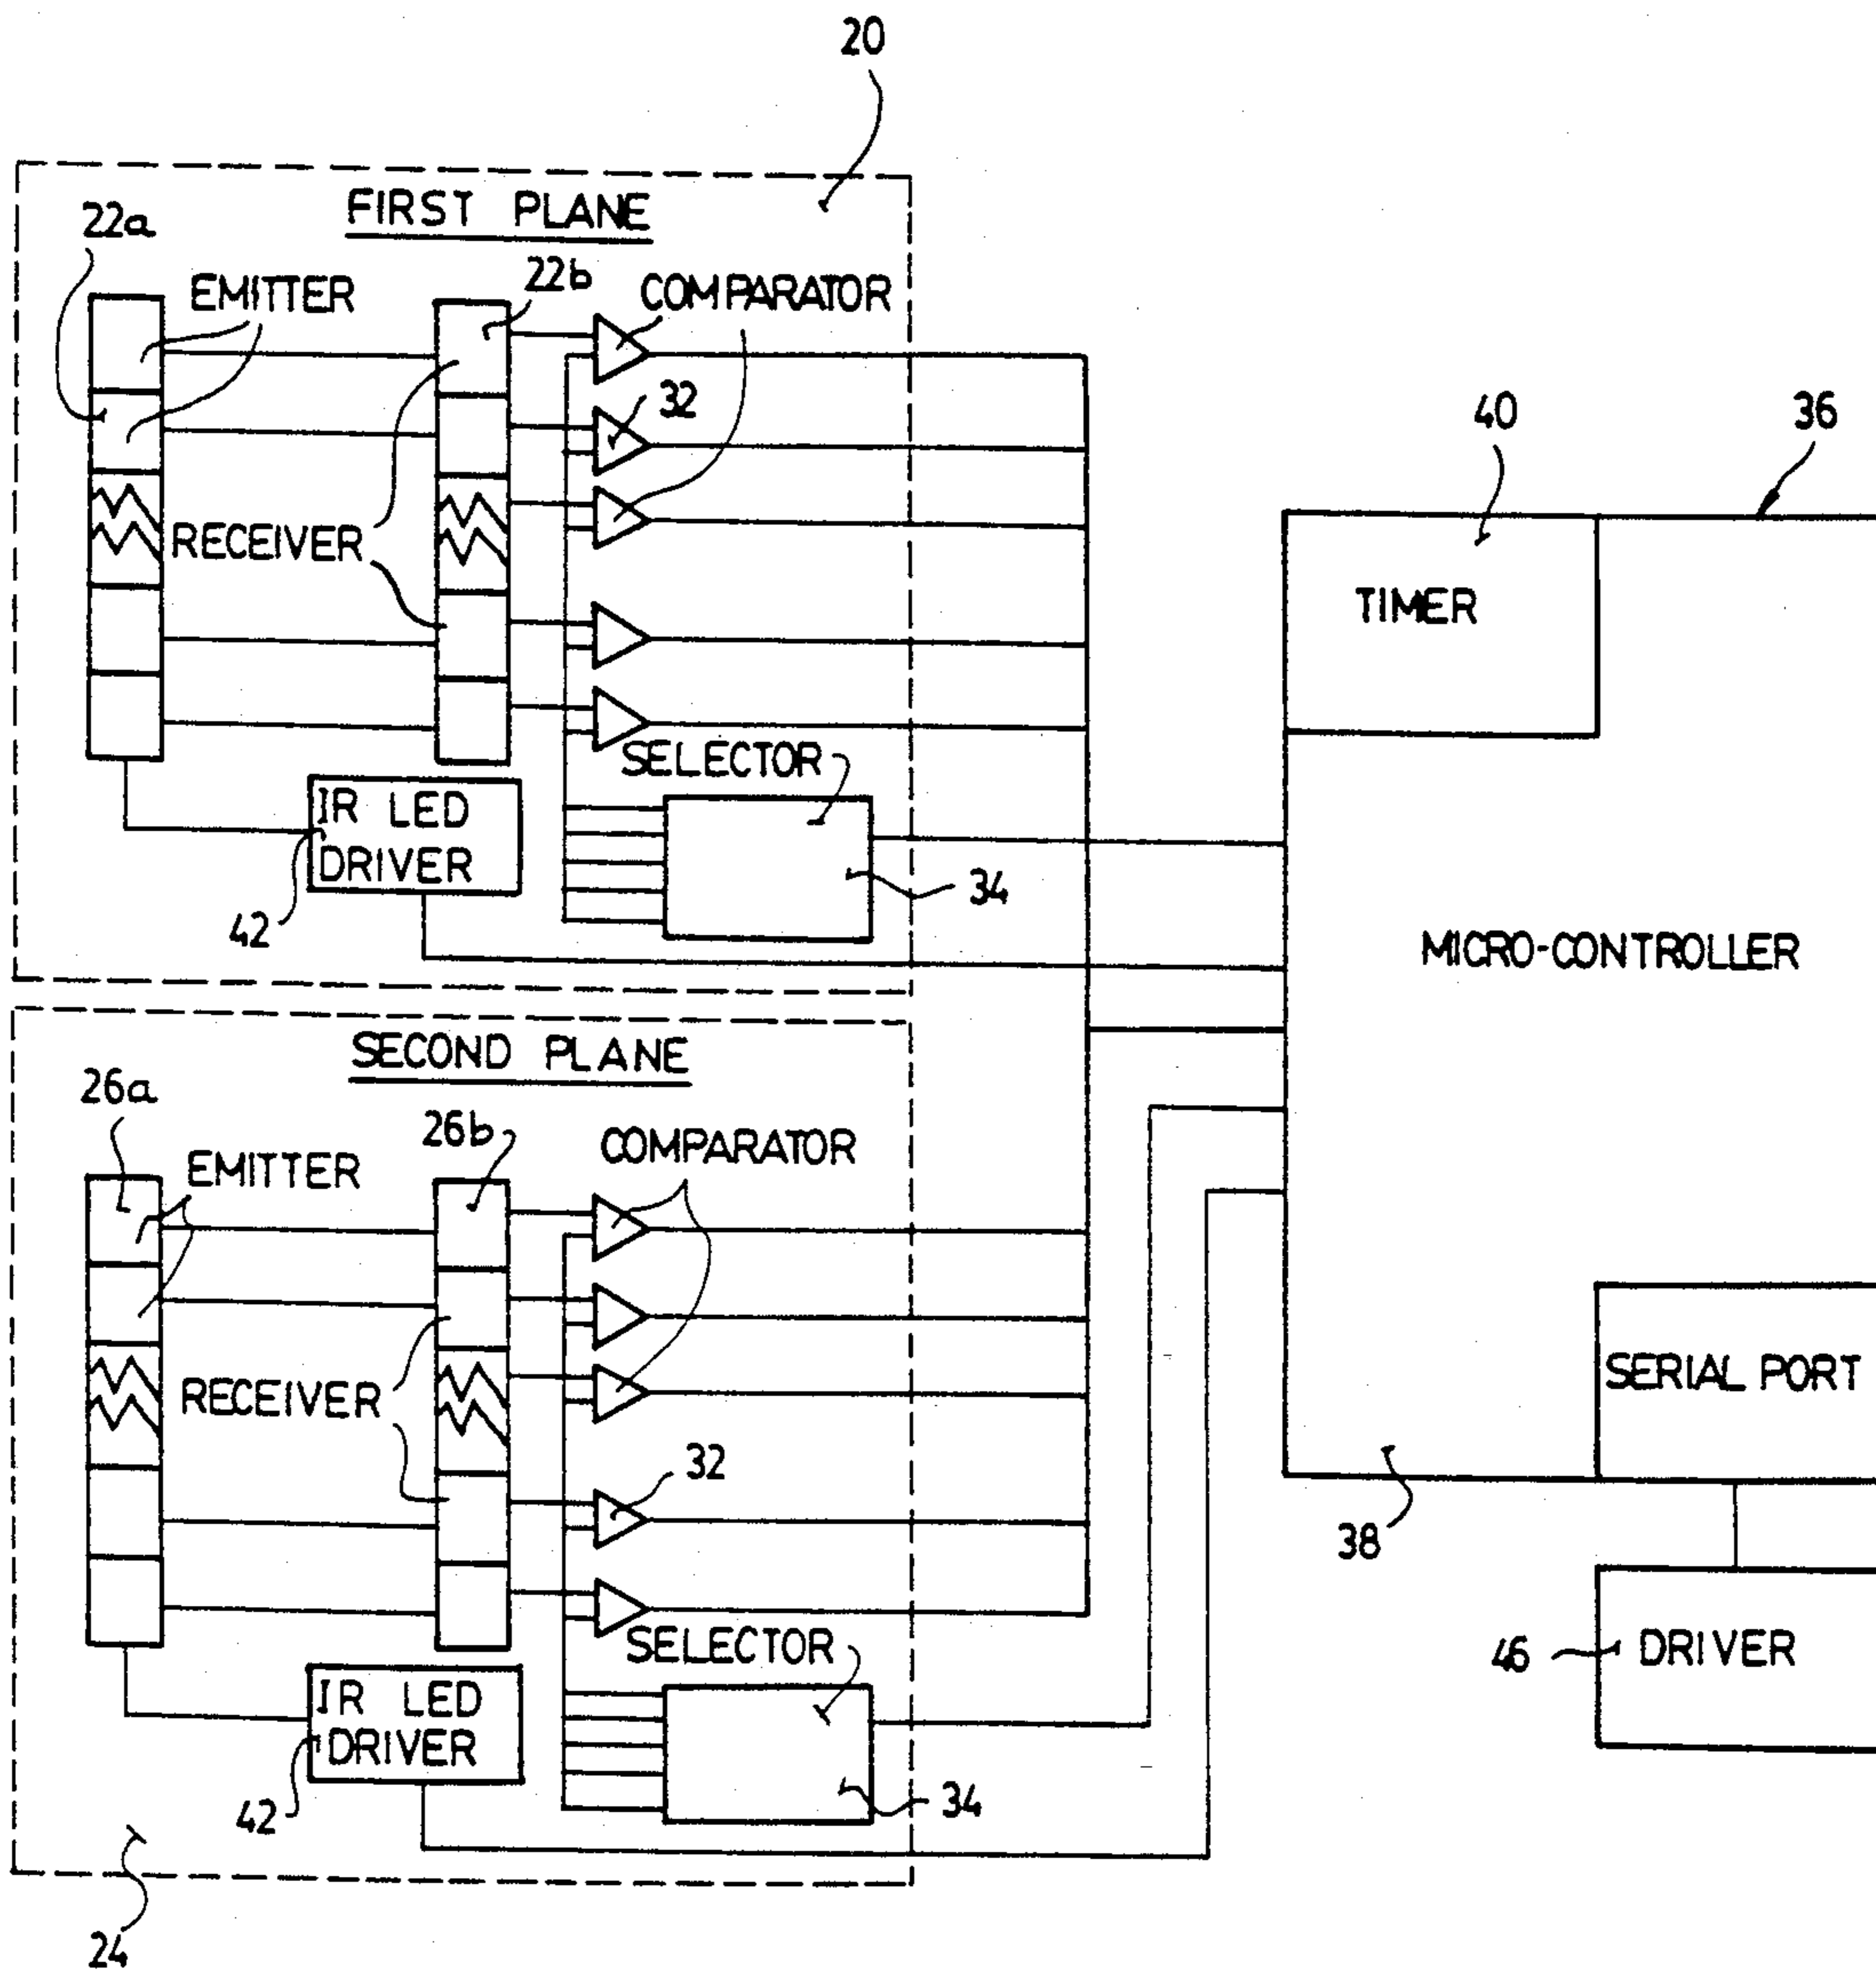 20
FIRST PLANE
22a
EMITTER
22b
COMPARATOR
32
RECEIVER
SELECTOR
IR LED
DRIVER
42
34
40
36
TIMER
MICRO-CONTROLLER
SECOND PLANE
26a
EMITTER
26b
COMPARATOR
RECEIVER
32
SELECTOR
IR LED
DRIVER
42
34
24
SERIAL PORT
38
46
DRIVER